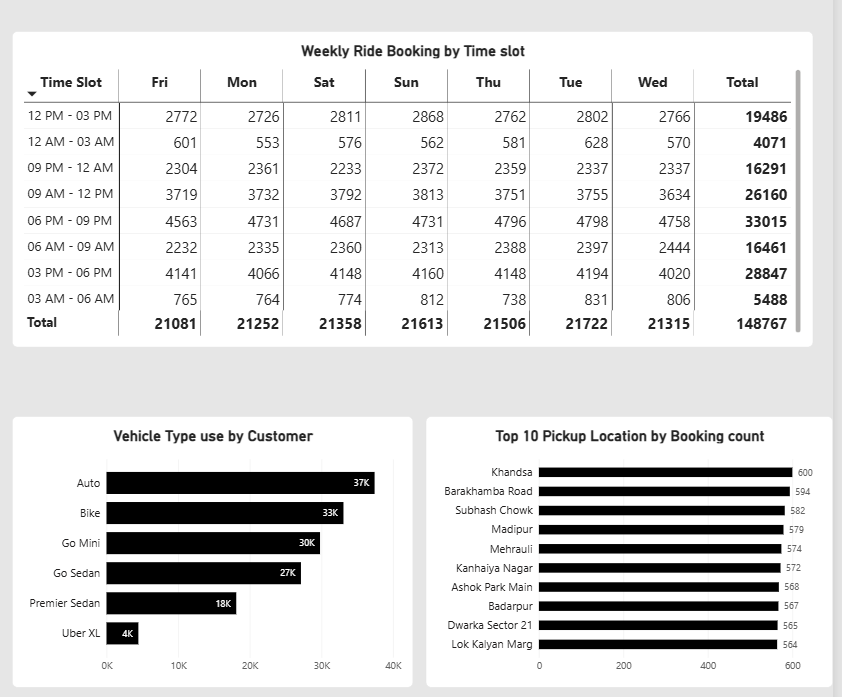 Weekly Ride Booking by Time slot
Time Slot Fri Mon Sat Sun Thu Tue Wed Total
12 PM - 03 PM 2772 2726 2811 2868 2762 2802 2766 19486
12 AM - 03 AM 601 553 576 562 581 628 570 4071
09 PM - 12 AM 2304 2361 2233 2372 2359 2337 2337 16291
09 AM - 12 PM 3719 3732 3792 3813 3751 3755 3634 26160
06 PM - 09 PM 4563 4731 4687 4731 4796 4798 4758 33015
06 AM - 09 AM 2232 2335 2360 2313 2388 2397 2444 16461
03 PM - 06 PM 4141 4066 4148 4160 4148 4194 4020 28847
03 AM - 06 AM 765 764 774 812 738 831 806 5488
Total 21081 21252 21358 21613 21506 21722 21315 148767
Vehicle Type use by Customer
Auto 37K
Bike 33K
Go Mini 30K
Go Sedan 27K
Premier Sedan 18K
Uber XL 4K
0K 10K 20K 30K 40K
Top 10 Pickup Location by Booking count
Khandsa 600
Barakhamba Road 594
Subhash Chowk 582
Madipur 579
Mehrauli 574
Kanhaiya Nagar 572
Ashok Park Main 568
Badarpur 567
Dwarka Sector 21 565
Lok Kalyan Marg 564
0 200 400 600